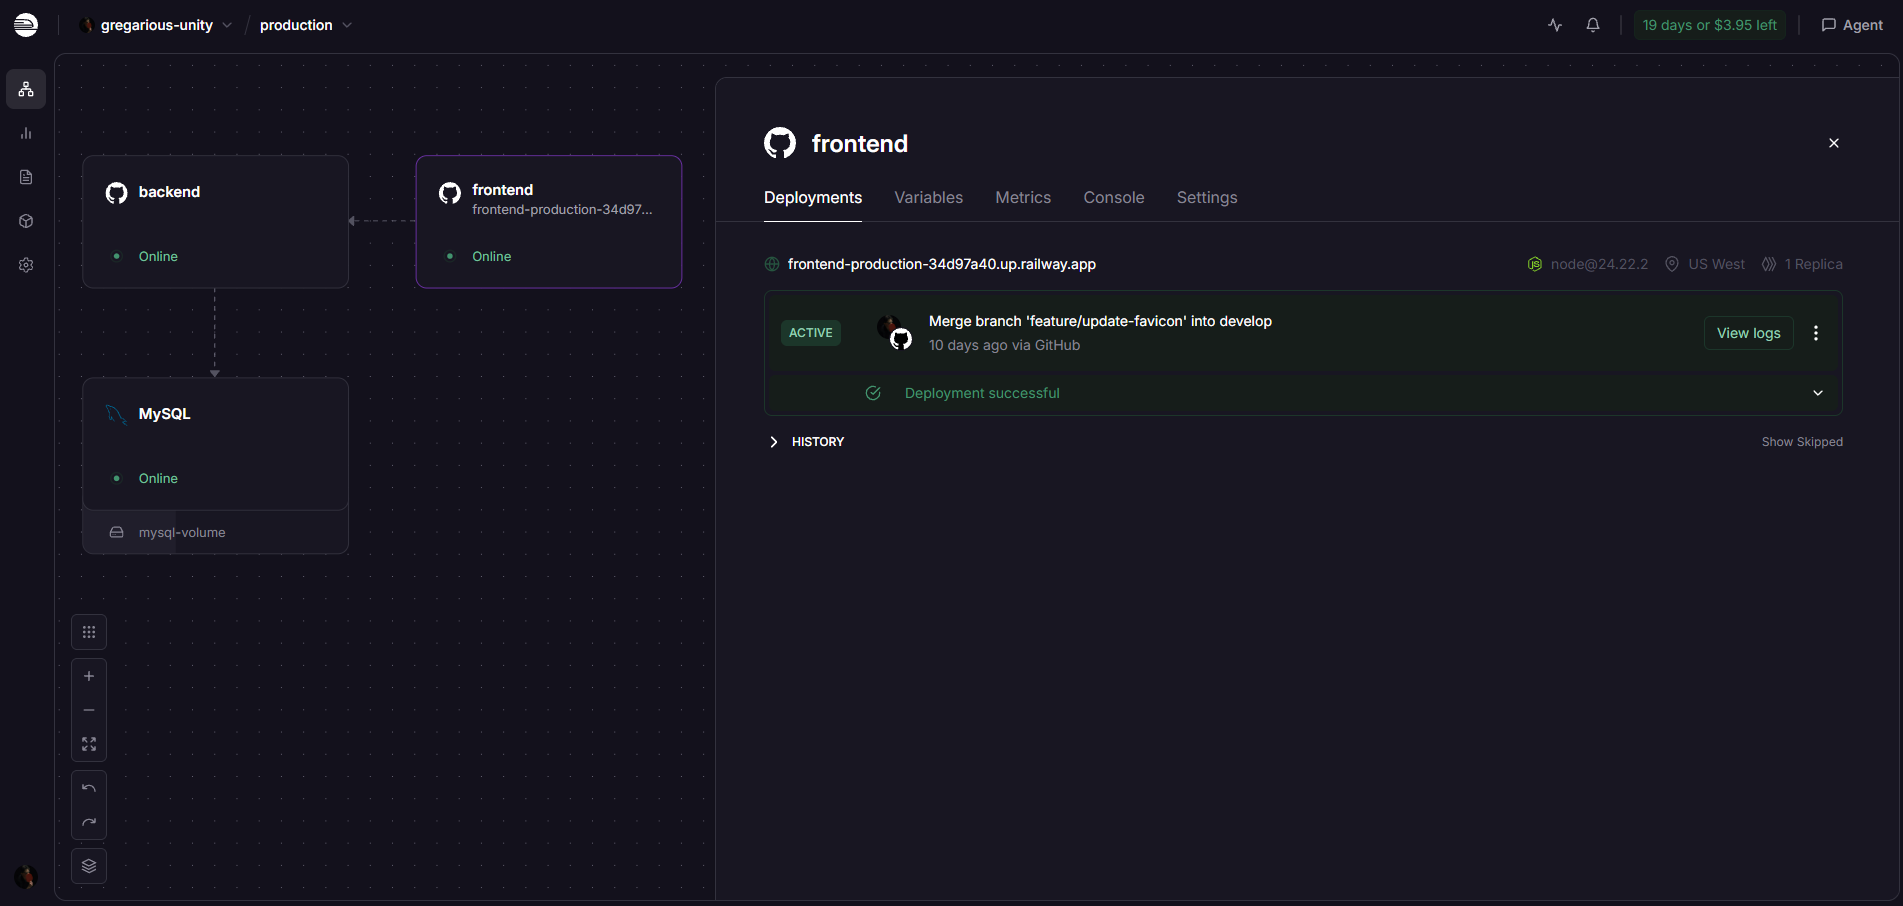 gregarious-unity
production
19 days or $3.95 left
Agent
backend
Online
frontend
frontend-production-34d97...
Online
MySQL
Online
mysql-volume
frontend
Deployments
Variables
Metrics
Console
Settings
frontend-production-34d97a40.up.railway.app
node@24.22.2
US West
1 Replica
ACTIVE
Merge branch 'feature/update-favicon' into develop
10 days ago via GitHub
View logs
Deployment successful
HISTORY
Show Skipped